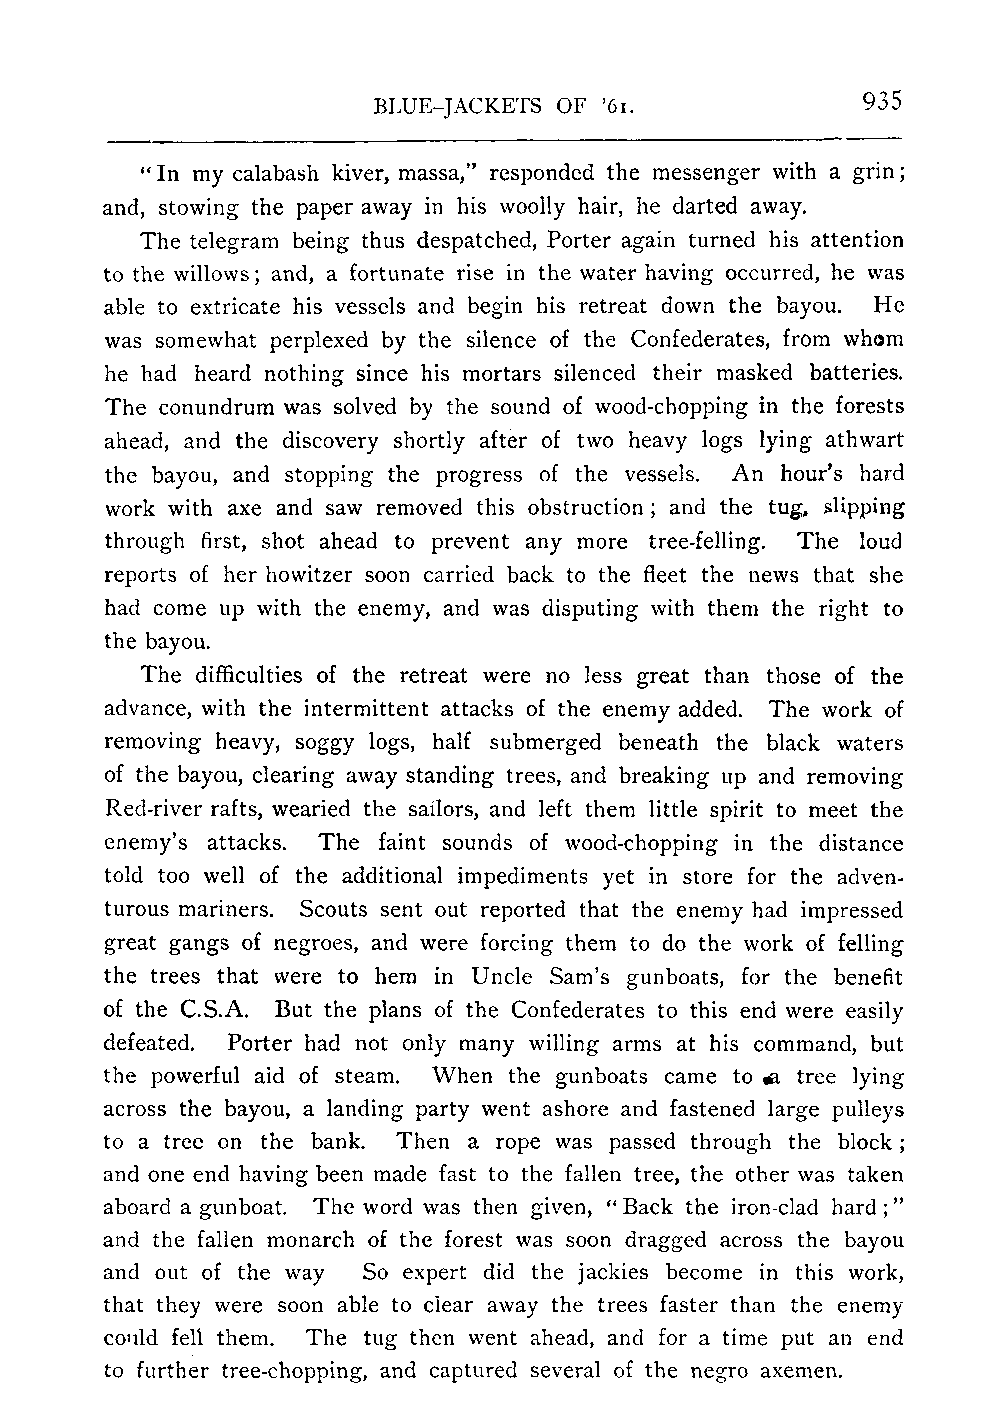 BLUE-JACKETS OF '61. 935
"In my calabash kiver, massa," responded the messenger with a grin;
and, stowing the paper away in his woolly hair, he darted away.
The telegram being thus despatched, Porter again turned his attention
to the willows; and, a fortunate rise in the water having occurred, he was
able to extricate his vessels and begin his retreat down the bayou. He
was somewhat perplexed by the silence of the Confederates, from whom
he had heard nothing since his mortars silenced their masked batteries.
The conundrum was solved by the sound of wood-chopping in the forests
ahead, and the discovery shortly after of two heavy logs lying athwart
the bayou, and stopping the progress of the vessels. An hour's hard
work with axe and saw removed this obstruction; and the tug, slipping
through first, shot ahead to prevent any more tree-felling. The loud
reports of her howitzer soon carried back to the fleet the news that she
had come up with the enemy, and was disputing with them the right to
the bayou.
The difficulties of the retreat were no less great than those of the
advance, with the intermittent attacks of the enemy added. The work of
removing heavy, soggy logs, half submerged beneath the black waters
of the bayou, clearing away standing trees, and breaking up and removing
Red-river rafts, wearied the sailors, and left them little spirit to meet the
enemy's attacks. The faint sounds of wood-chopping in the distance
told too well of the additional impediments yet in store for the adven-
turous mariners. Scouts sent out reported that the enemy had impressed
great gangs of negroes, and were forcing them to do the work of felling
the trees that were to hem in Uncle Sam's gunboats, for the benefit
of the C.S.A. But the plans of the Confederates to this end were easily
defeated. Porter had not only many willing arms at his command, but
the powerful aid of steam. When the gunboats came to a tree lying
across the bayou, a landing party went ashore and fastened large pulleys
to a tree on the bank. Then a rope was passed through the block;
and one end having been made fast to the fallen tree, the other was taken
aboard a gunboat. The word was then given, "Back the iron-clad hard;"
and the fallen monarch of the forest was soon dragged across the bayou
and out of the way So expert did the jackies become in this work,
that they were soon able to clear away the trees faster than the enemy
could fell them. The tug then went ahead, and for a time put an end
to further tree-chopping, and captured several of the negro axemen.